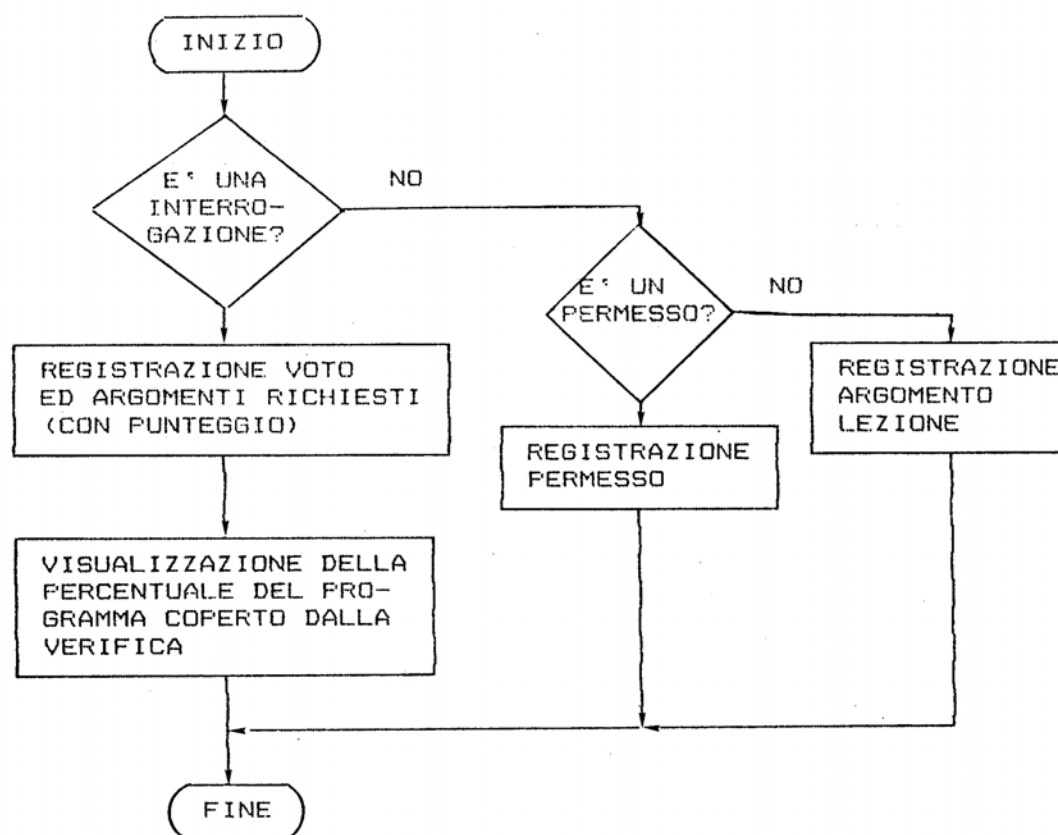 INIZIO
E' UNA
INTERRO-
GAZIONE?
NO
E' UN
PERMESSO?
NO
REGISTRAZIONE VOTO
ED ARGOMENTI RICHIESTI
(CON PUNTEGGIO)
REGISTRAZIONE
ARGOMENTO
LEZIONE
REGISTRAZIONE
PERMESSO
VISUALIZZAZIONE DELLA
PERCENTUALE DEL PRO-
GRAMMA COPERTO DALLA
VERIFICA
FINE